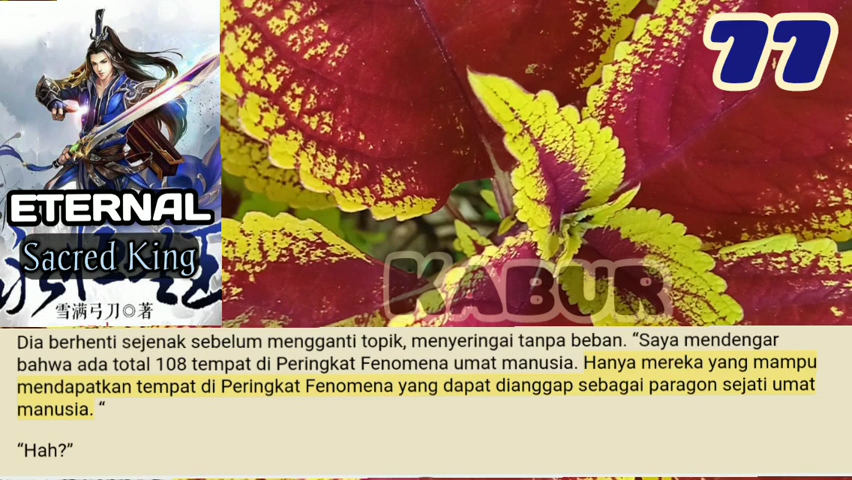 77
ETERNAL
Sacred King
雪满弓刀◎著
KABUR
Dia berhenti sejenak sebelum mengganti topik, menyeringai tanpa beban. “Saya mendengar
bahwa ada total 108 tempat di Peringkat Fenomena umat manusia. Hanya mereka yang mampu
mendapatkan tempat di Peringkat Fenomena yang dapat dianggap sebagai paragon sejati umat
manusia. “
“Hah?”